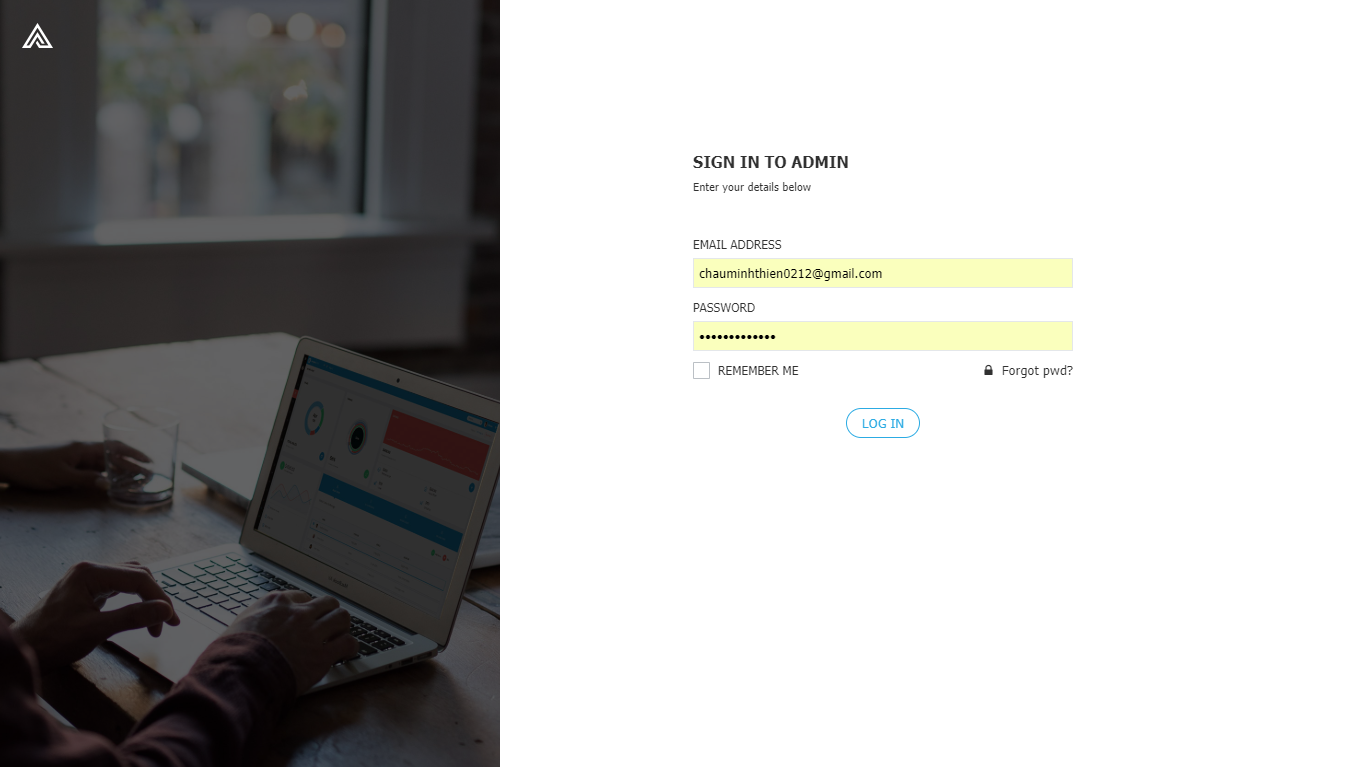 SIGN IN TO ADMIN
Enter your details below
EMAIL ADDRESS
chauminhthien0212@gmail.com
PASSWORD
•••••••••••••
REMEMBER ME
Forgot pwd?
LOG IN